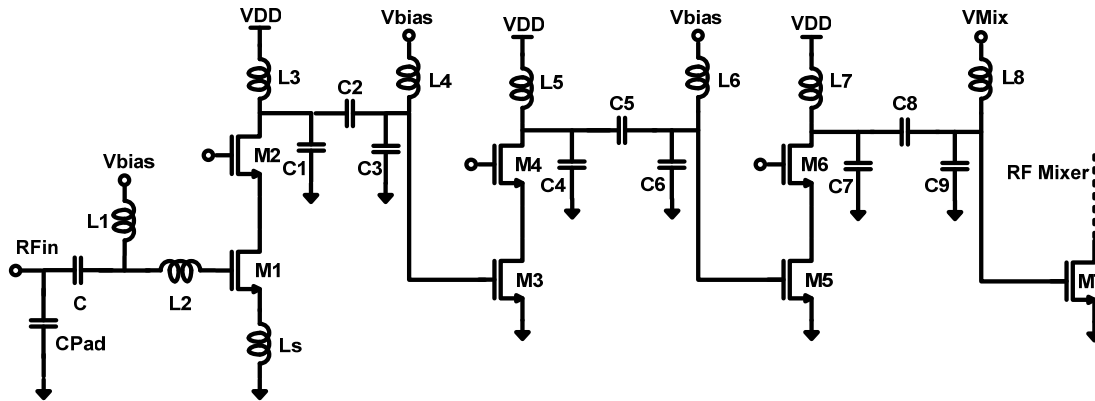 VDD
Vbias
VDD
Vbias
VDD
VMix
L3
L4
L5
L6
L7
L8
C2
C5
C8
M2
C1
C3
M4
C4
C6
M6
C7
C9
RF Mixer
Vbias
L1
RFin
C
L2
M1
M3
M5
CPad
Ls